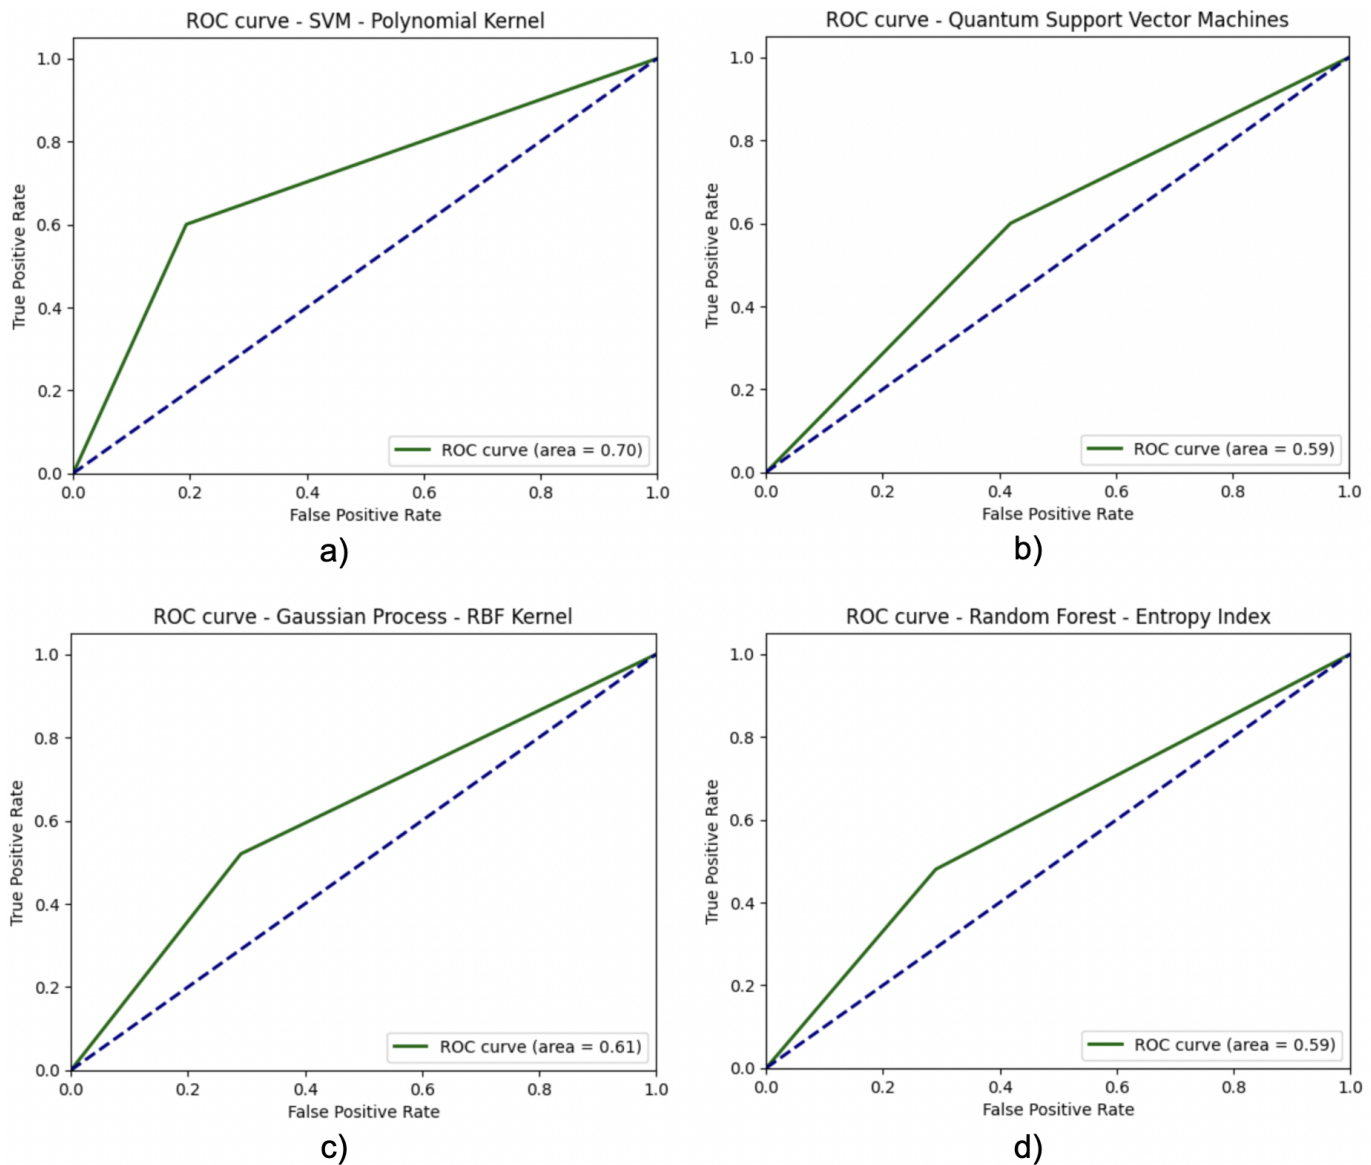 ROC curve - SVM - Polynomial Kernel
1.0
0.8
0.6
0.4
0.2
0.0
True Positive Rate
ROC curve (area = 0.70)
0.0 0.2 0.4 0.6 0.8 1.0
False Positive Rate
a)
ROC curve - Quantum Support Vector Machines
1.0
0.8
0.6
0.4
0.2
0.0
True Positive Rate
ROC curve (area = 0.59)
0.0 0.2 0.4 0.6 0.8 1.0
False Positive Rate
b)
ROC curve - Gaussian Process - RBF Kernel
1.0
0.8
0.6
0.4
0.2
0.0
True Positive Rate
ROC curve (area = 0.61)
0.0 0.2 0.4 0.6 0.8 1.0
False Positive Rate
c)
ROC curve - Random Forest - Entropy Index
1.0
0.8
0.6
0.4
0.2
0.0
True Positive Rate
ROC curve (area = 0.59)
0.0 0.2 0.4 0.6 0.8 1.0
False Positive Rate
d)